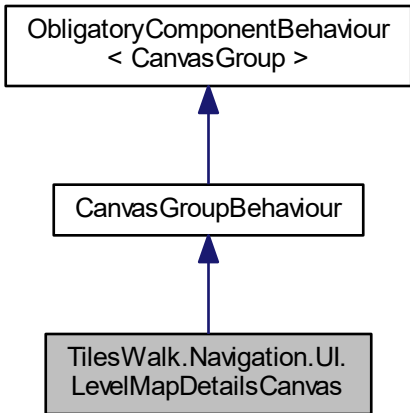 ObligatoryComponentBehaviour
< CanvasGroup >
CanvasGroupBehaviour
TilesWalk.Navigation.UI.
LevelMapDetailsCanvas